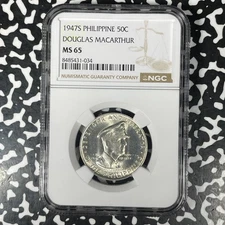 1947S PHILIPPINE 50C
DOUGLAS MACARTHUR
MS 65
8485431-034
NGC
NUMISMATIC GUARANTY COMPANY